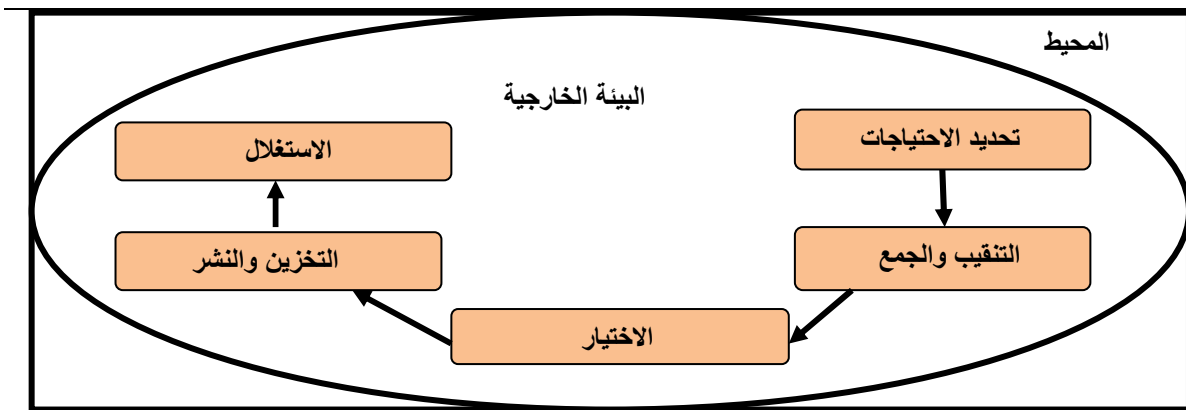 المحيط
البيئة الخارجية
تحديد الاحتياجات
الاستغلال
التنقيب والجمع
التخزين والنشر
الاختيار